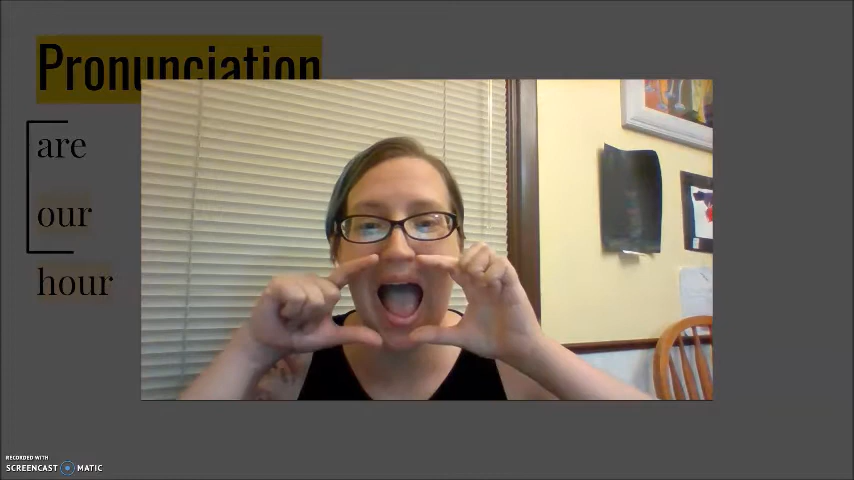 Pronunciation
are
our
hour
RECORDED WITH
SCREENCAST MATIC